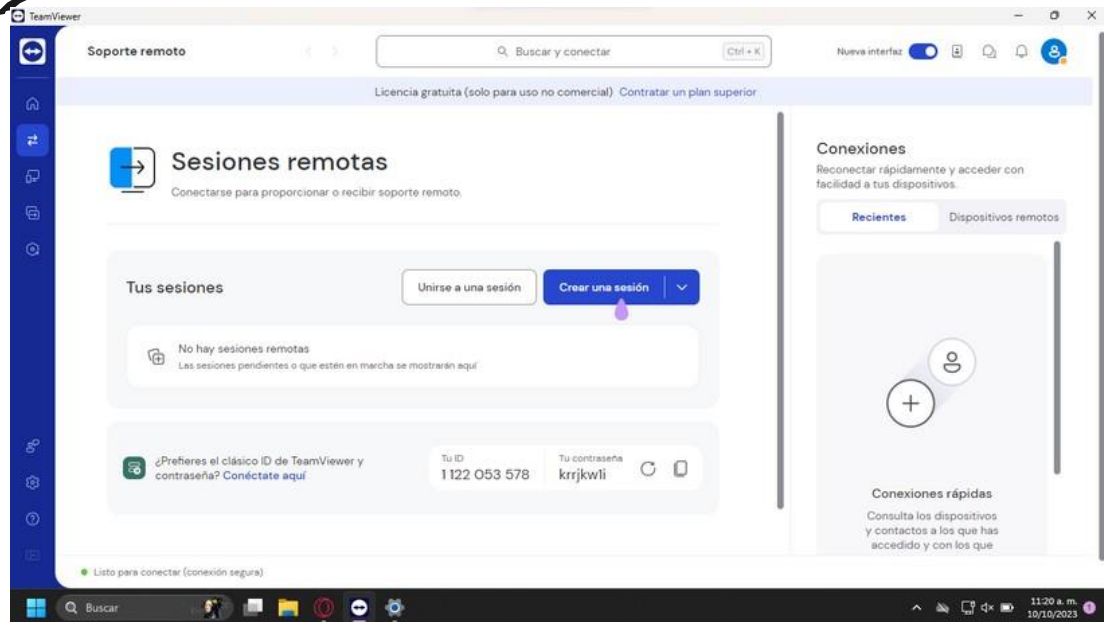 TeamViewer
Soporte remoto
Buscar y conectar
Ctrl + K
Nueva interfaz
Licencia gratuita (solo para uso no comercial) Contratar un plan superior
Sesiones remotas
Conectarse para proporcionar o recibir soporte remoto.
Tus sesiones
Unirse a una sesión
Crear una sesión
No hay sesiones remotas
Las sesiones pendientes o que estén en marcha se mostrarán aquí
¿Prefieres el clásico ID de TeamViewer y
contraseña? Conéctate aquí
Tu ID
1 122 053 578
Tu contraseña
krrjkw1i
Conexiones
Reconectar rápidamente y acceder con
facilidad a tus dispositivos.
Recientes
Dispositivos remotos
Conexiones rápidas
Consulta los dispositivos
y contactos a los que has
accedido y con los que
Listo para conectar (conexión segura)
Buscar
11:20 a. m.
10/10/2023
1